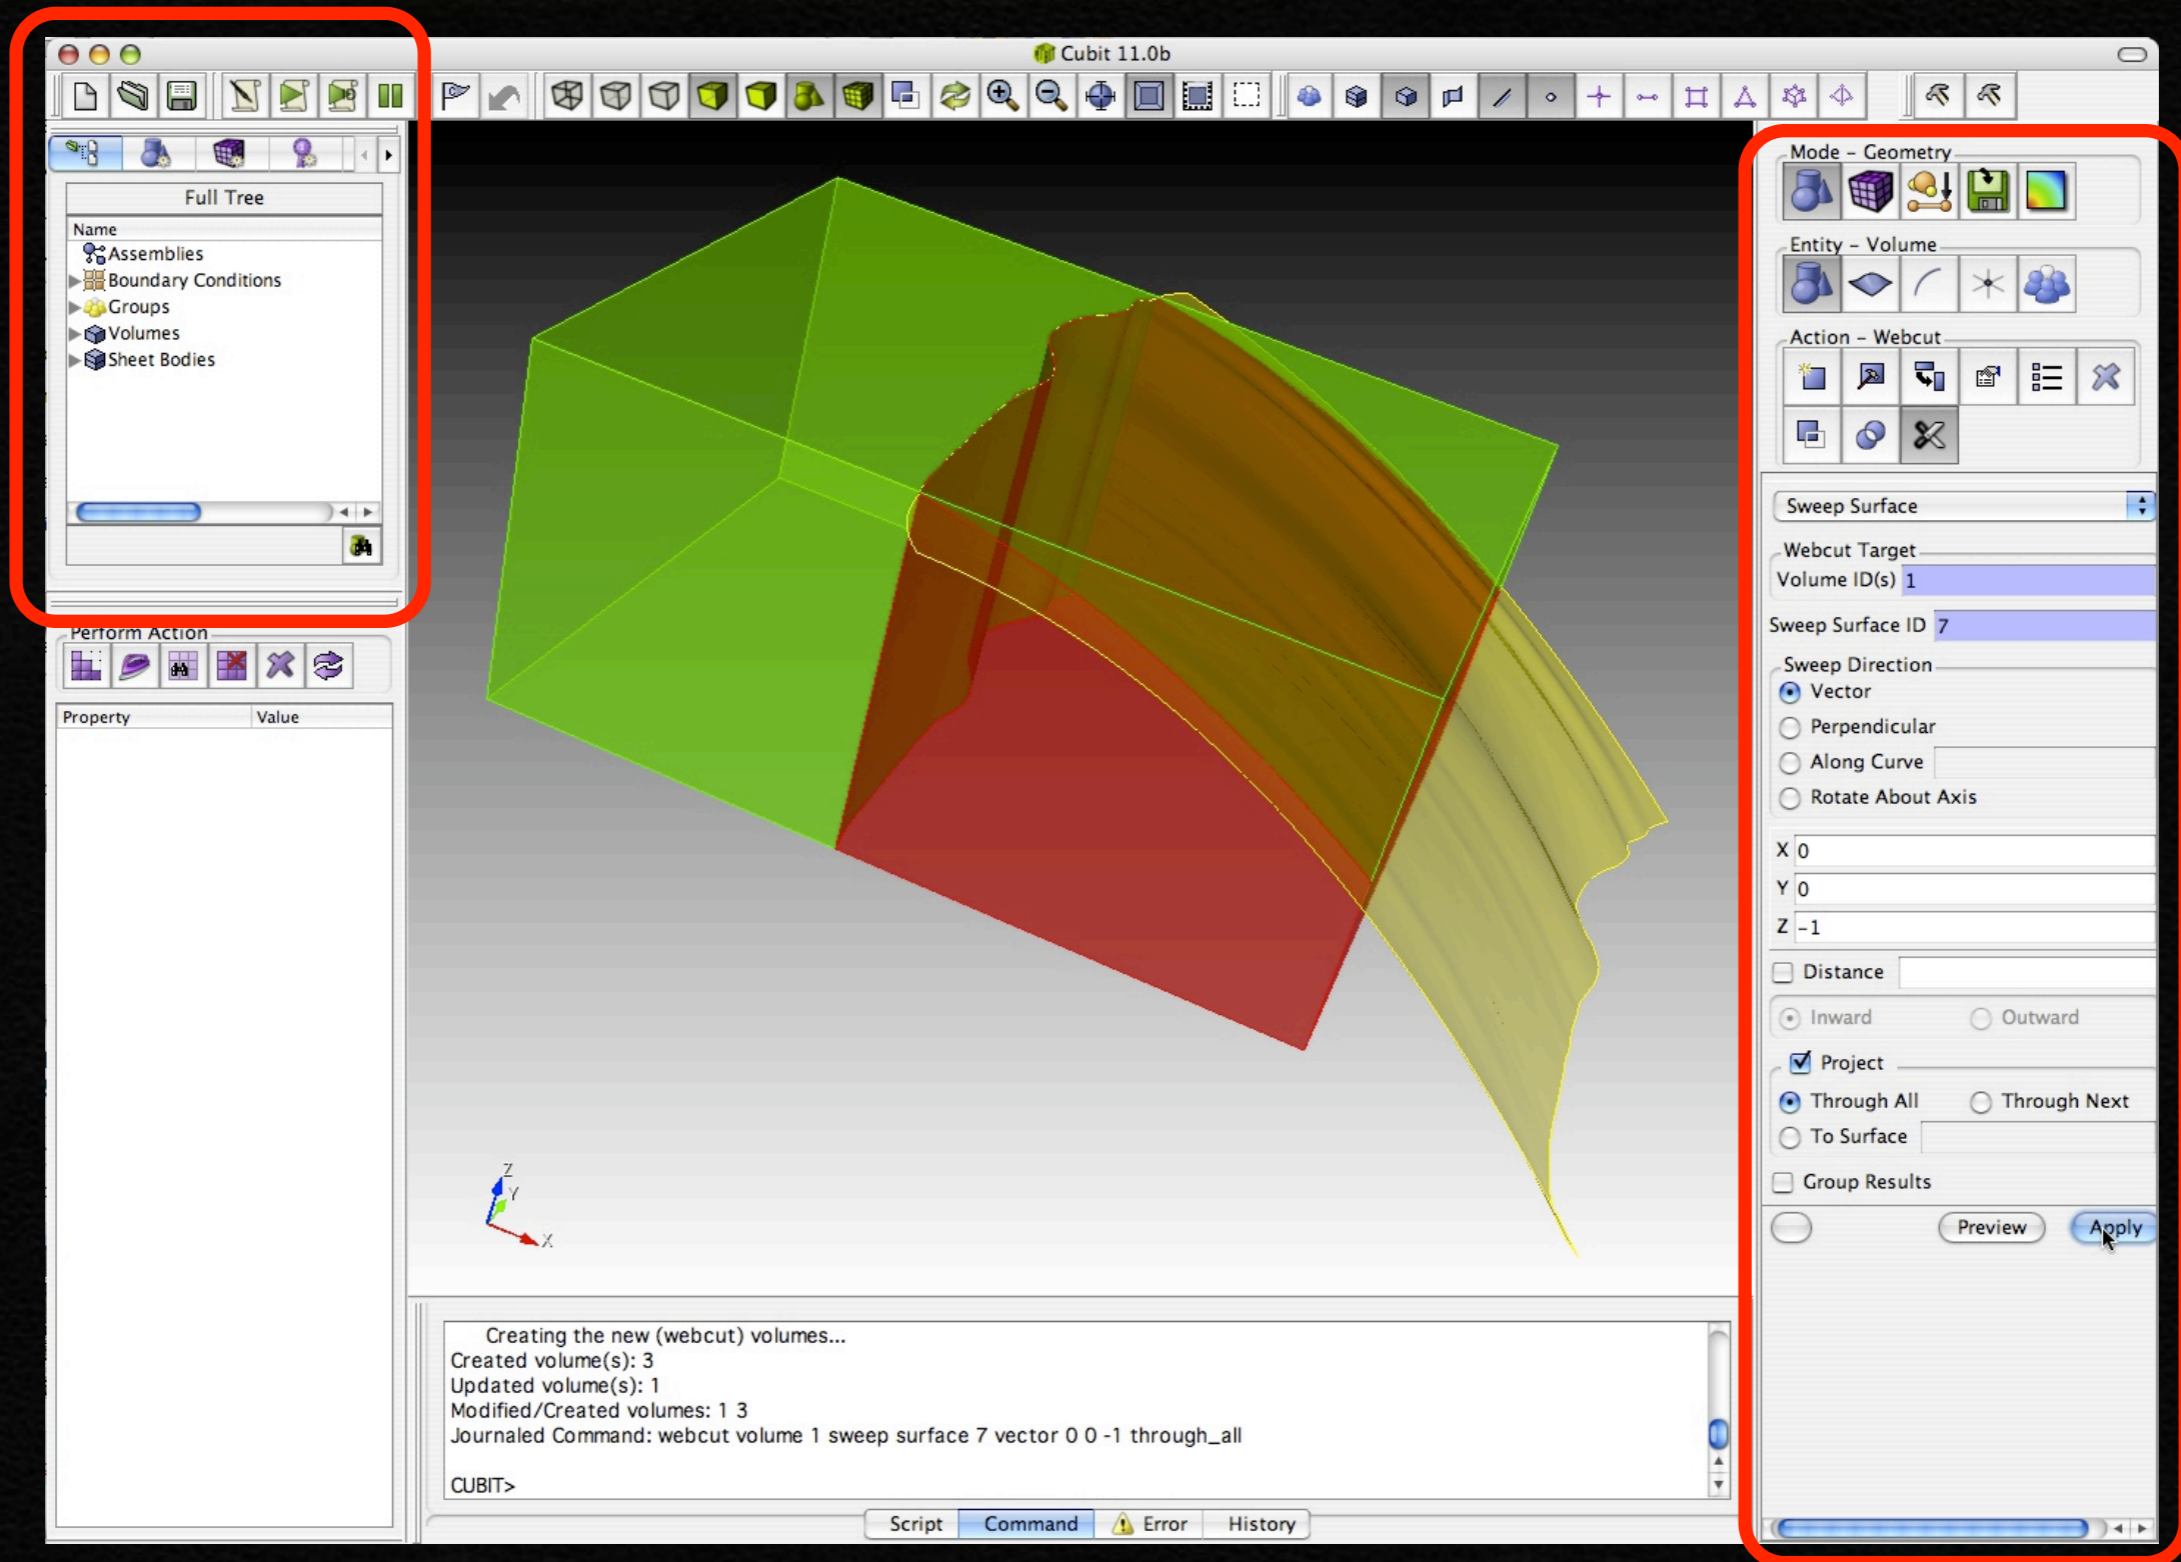 Cubit 11.0b
Full Tree
Name
Assemblies
Boundary Conditions
Groups
Volumes
Sheet Bodies
Perform Action
Property Value
Z
Y
X
Creating the new (webcut) volumes...
Created volume(s): 3
Updated volume(s): 1
Modified/Created volumes: 1 3
Journaled Command: webcut volume 1 sweep surface 7 vector 0 0 -1 through_all
CUBIT>
Script Command Error History
Mode - Geometry
Entity - Volume
Action - Webcut
Sweep Surface
Webcut Target
Volume ID(s) 1
Sweep Surface ID 7
Sweep Direction
Vector
Perpendicular
Along Curve
Rotate About Axis
X 0
Y 0
Z -1
Distance
Inward Outward
Project
Through All Through Next
To Surface
Group Results
Preview Apply